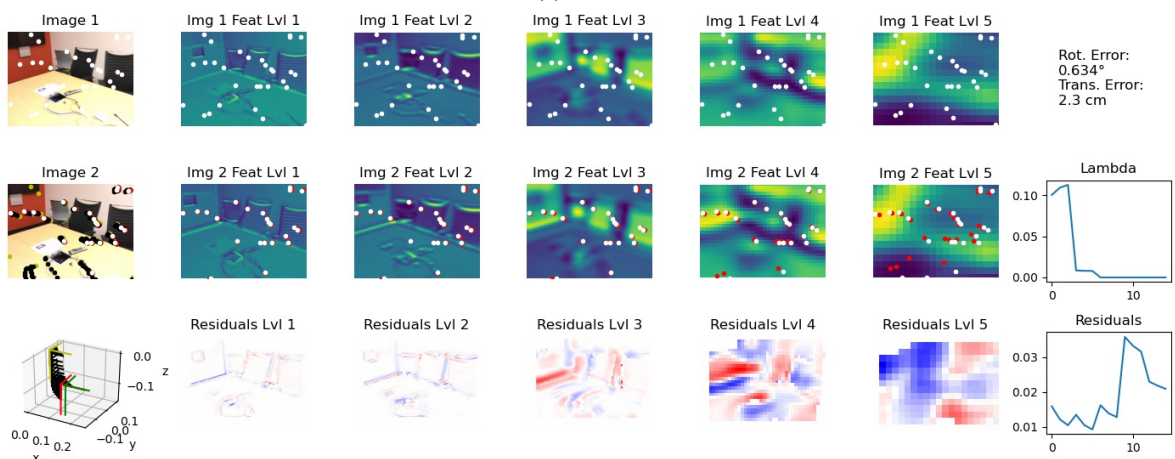 Image 1
Img 1 Feat Lvl 1
Img 1 Feat Lvl 2
Img 1 Feat Lvl 3
Img 1 Feat Lvl 4
Img 1 Feat Lvl 5
Rot. Error:
0.634°
Trans. Error:
2.3 cm
Image 2
Img 2 Feat Lvl 1
Img 2 Feat Lvl 2
Img 2 Feat Lvl 3
Img 2 Feat Lvl 4
Img 2 Feat Lvl 5
Lambda
0.10
0.05
0.00
0
10
0.0
−0.1
z
0.0
0.1
0.2
x
−0.1
0.0
0.1
y
Residuals Lvl 1
Residuals Lvl 2
Residuals Lvl 3
Residuals Lvl 4
Residuals Lvl 5
Residuals
0.03
0.02
0.01
0
10